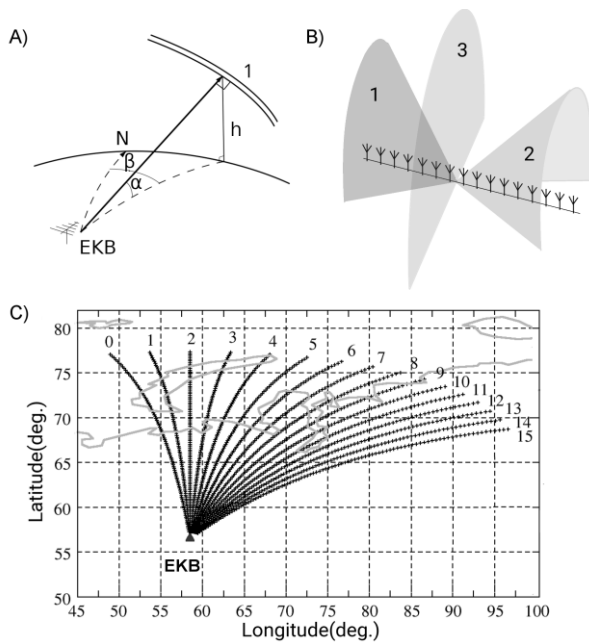 A)
1
N
h
β
α
EKB
B)
3
1
2
C)
0 1 2 3 4 5 6 7 8 9 10 11 12 13 14 15
80
75
70
65
60
55
50
Latitude(deg.)
EKB
45 50 55 60 65 70 75 80 85 90 95 100
Longitude(deg.)